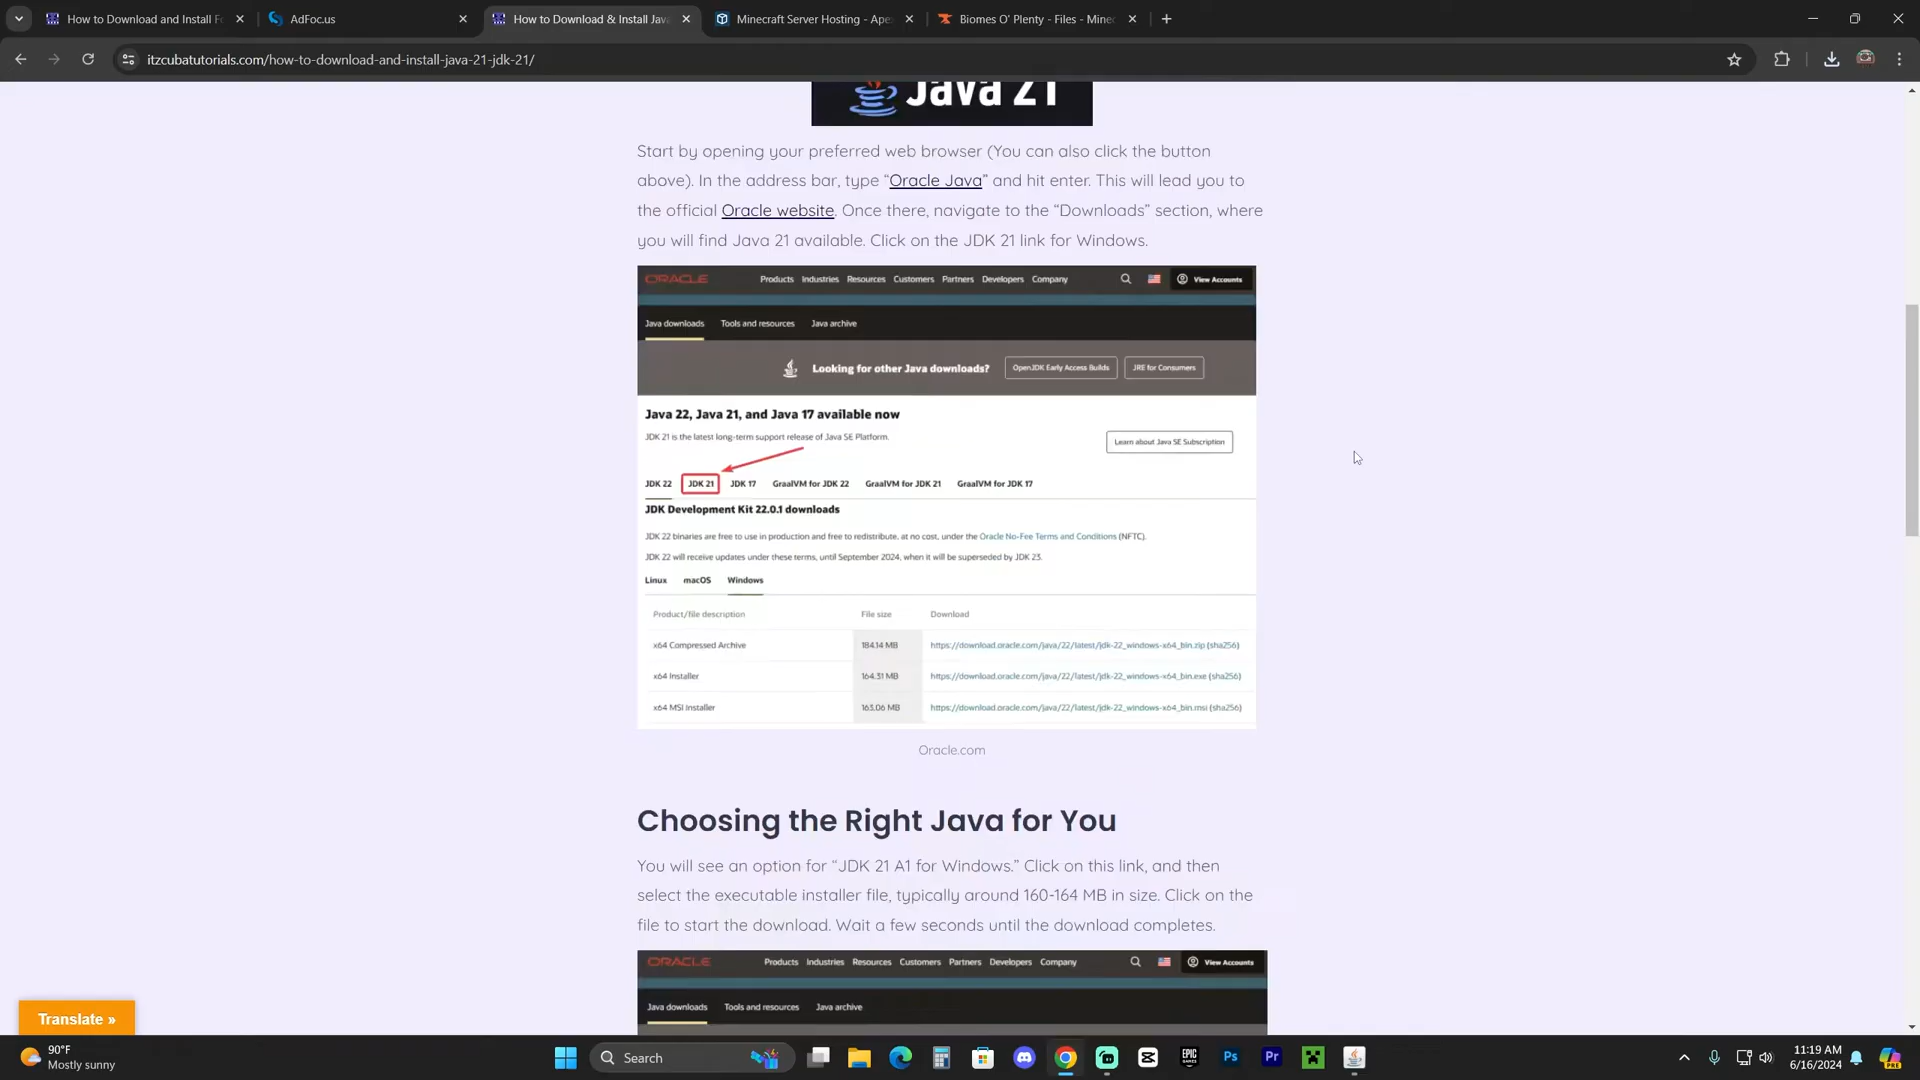 How to Download and Install Fo
AdFoc.us
How to Download & Install Java
Minecraft Server Hosting - Apex
Biomes O' Plenty - Files - Minec
itzcubatutorials.com/how-to-download-and-install-java-21-jdk-21/
Java 21
Start by opening your preferred web browser (You can also click the button
above). In the address bar, type “Oracle Java” and hit enter. This will lead you to
the official Oracle website. Once there, navigate to the “Downloads” section, where
you will find Java 21 available. Click on the JDK 21 link for Windows.
ORACLE Products Industries Resources Customers Partners Developers Company View Accounts
Java downloads Tools and resources Java archive
Looking for other Java downloads? OpenJDK Early Access Builds JRE for Consumers
Java 22, Java 21, and Java 17 available now
JDK 21 is the latest long-term support release of Java SE Platform.
Learn about Java SE Subscription
JDK 22 JDK 21 JDK 17 GraalVM for JDK 22 GraalVM for JDK 21 GraalVM for JDK 17
JDK Development Kit 22.0.1 downloads
JDK 22 binaries are free to use in production and free to redistribute, at no cost, under the Oracle No-Fee Terms and Conditions (NFTC).
JDK 22 will receive updates under these terms, until September 2024, when it will be superseded by JDK 23.
Linux macOS Windows
Product/file description File size Download
x64 Compressed Archive 184.14 MB https://download.oracle.com/java/22/latest/jdk-22_windows-x64_bin.zip (sha256)
x64 Installer 164.31 MB https://download.oracle.com/java/22/latest/jdk-22_windows-x64_bin.exe (sha256)
x64 MSI Installer 163.06 MB https://download.oracle.com/java/22/latest/jdk-22_windows-x64_bin.msi (sha256)
Oracle.com
Choosing the Right Java for You
You will see an option for “JDK 21 A1 for Windows.” Click on this link, and then
select the executable installer file, typically around 160-164 MB in size. Click on the
file to start the download. Wait a few seconds until the download completes.
ORACLE Products Industries Resources Customers Partners Developers Company View Accounts
Java downloads Tools and resources Java archive
Translate »
90°F
Mostly sunny
Search
EPIC GAMES
Ps
Pr
11:19 AM
6/16/2024
PRE